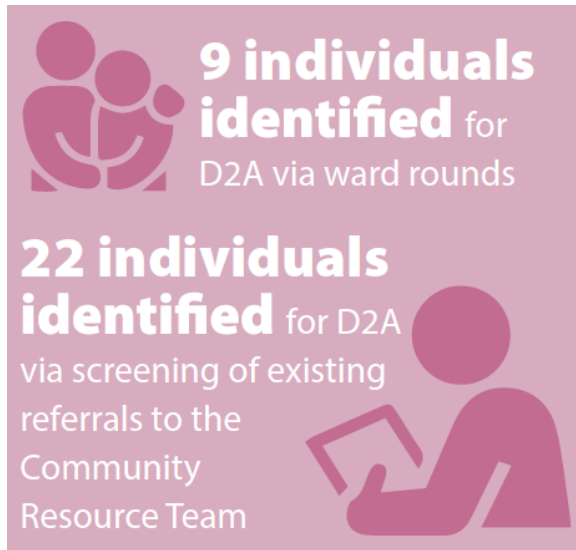 9 individuals
identified for
D2A via ward rounds
22 individuals
identified for D2A
via screening of existing
referrals to the
Community
Resource Team